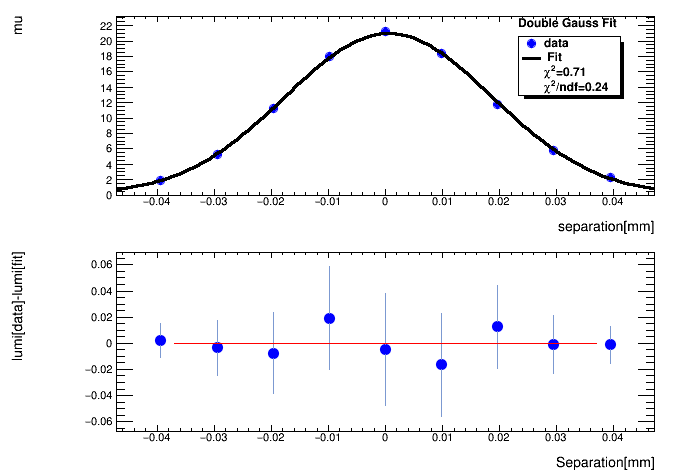 mu
Double Gauss Fit
data
Fit
χ²=0.71
χ²/ndf=0.24
22
20
18
16
14
12
10
8
6
4
2
0
−0.04 −0.03 −0.02 −0.01 0 0.01 0.02 0.03 0.04
separation[mm]
lumi[data]-lumi[fit]
0.06
0.04
0.02
0
−0.02
−0.04
−0.06
−0.04 −0.03 −0.02 −0.01 0 0.01 0.02 0.03 0.04
Separation[mm]